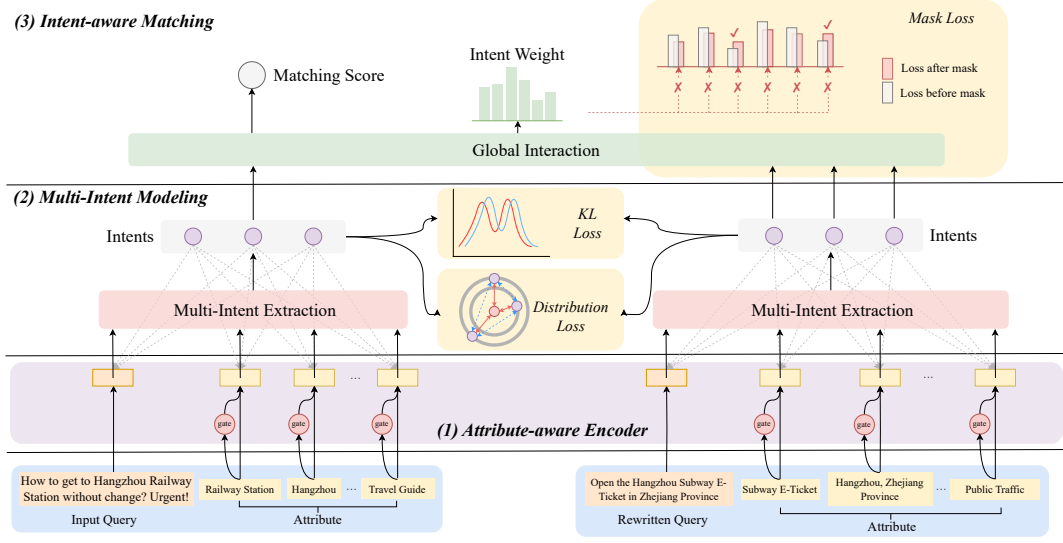 (3) Intent-aware Matching
Mask Loss
Intent Weight
Matching Score
Loss after mask
Loss before mask
Global Interaction
(2) Multi-Intent Modeling
KL
Loss
Intents
Intents
Multi-Intent Extraction
Distribution
Loss
Multi-Intent Extraction
...
...
gate
gate
gate
gate
gate
gate
(1) Attribute-aware Encoder
How to get to Hangzhou Railway
Station without change? Urgent!
Railway Station
Hangzhou
...
Travel Guide
Input Query
Attribute
Open the Hangzhou Subway E-
Ticket in Zhejiang Province
Subway E-Ticket
Hangzhou, Zhejiang
Province
...
Public Traffic
Rewritten Query
Attribute